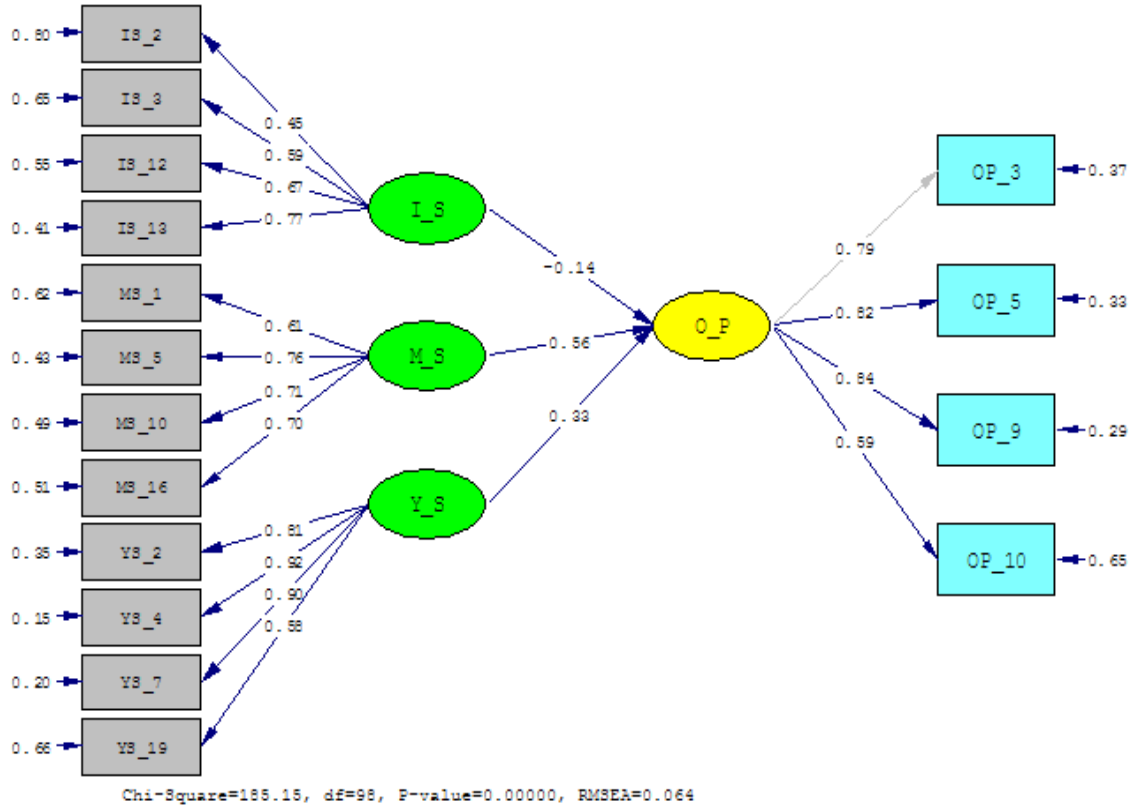 0.80 IS_2
0.65 IS_3
0.55 IS_12
0.41 IS_13
0.62 MS_1
0.43 MS_5
0.49 MS_10
0.51 MS_16
0.35 YS_2
0.15 YS_4
0.20 YS_7
0.66 YS_19
0.45
0.59
0.67
0.77
0.61
0.76
0.71
0.70
0.81
0.92
0.90
0.58
I_S
M_S
Y_S
-0.14
0.56
0.33
O_P
0.79
0.82
0.84
0.59
OP_3 0.37
OP_5 0.33
OP_9 0.29
OP_10 0.65
Chi-Square=185.15, df=98, P-value=0.00000, RMSEA=0.064